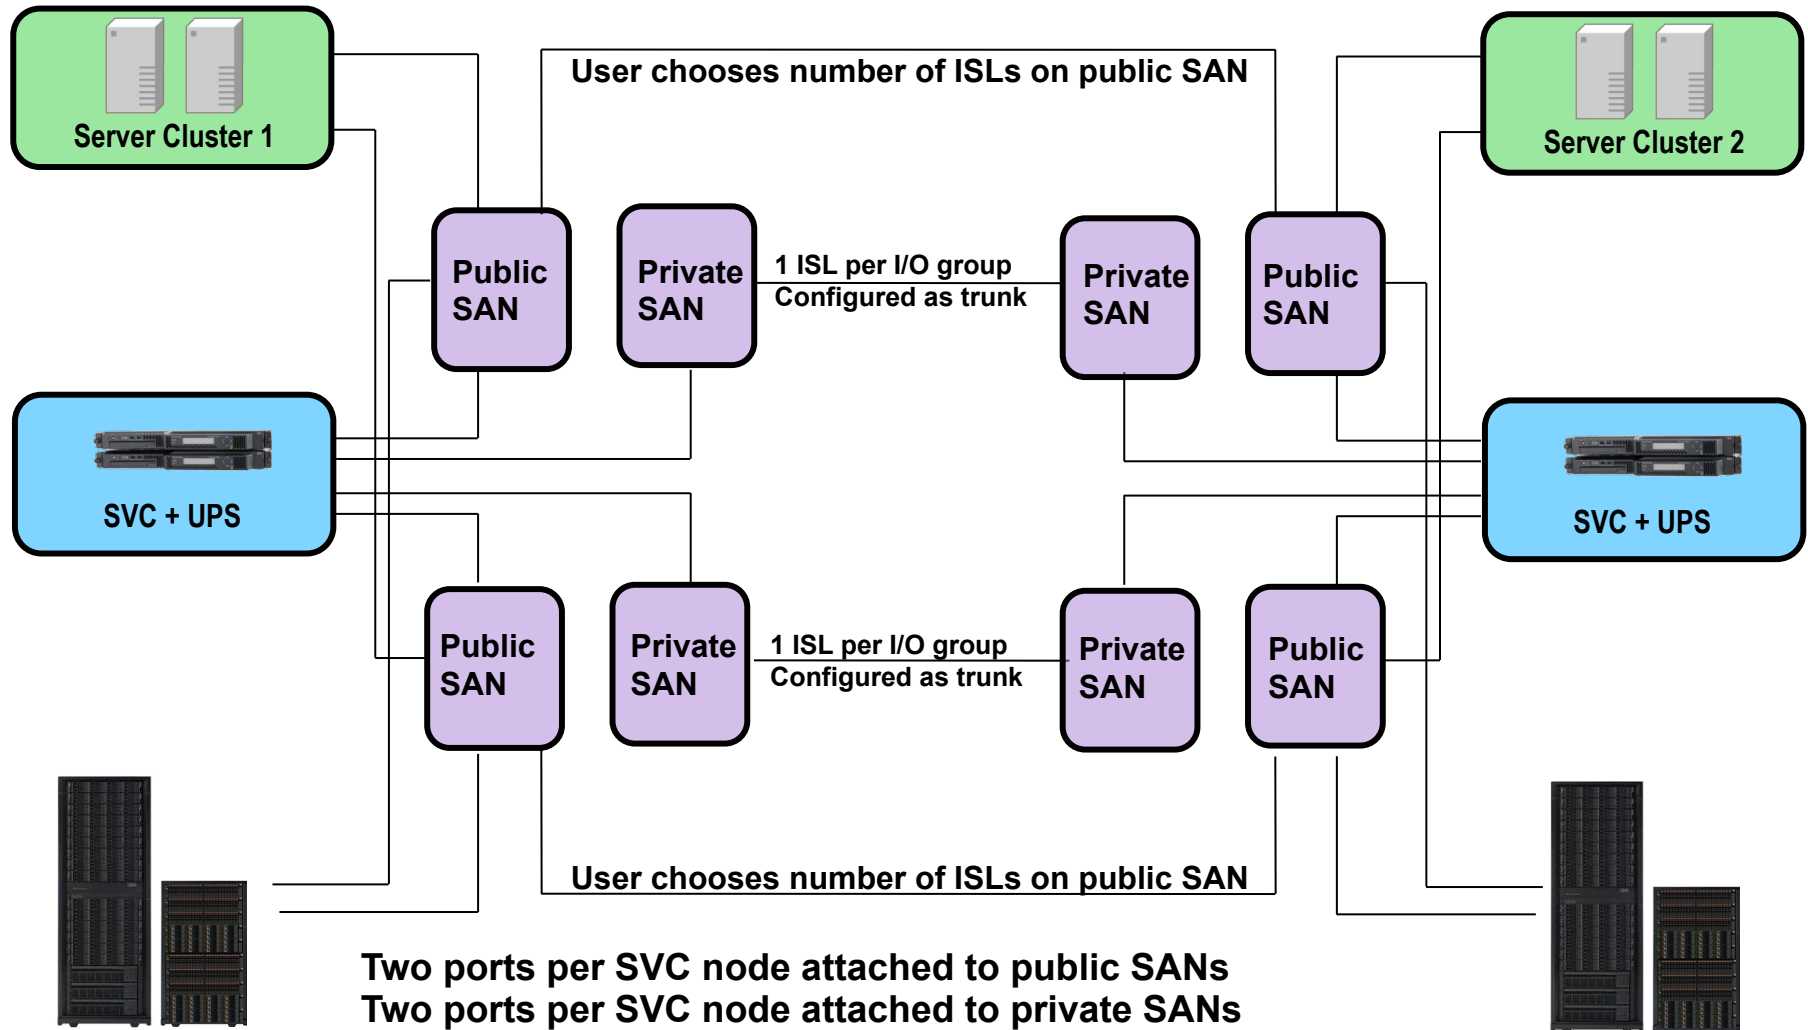 User chooses number of ISLs on public SAN
Server Cluster 1
Server Cluster 2
Public
SAN
Private
SAN
1 ISL per I/O group
Configured as trunk
Private
SAN
Public
SAN
SVC + UPS
SVC + UPS
Public
SAN
Private
SAN
1 ISL per I/O group
Configured as trunk
Private
SAN
Public
SAN
User chooses number of ISLs on public SAN
Two ports per SVC node attached to public SANs
Two ports per SVC node attached to private SANs